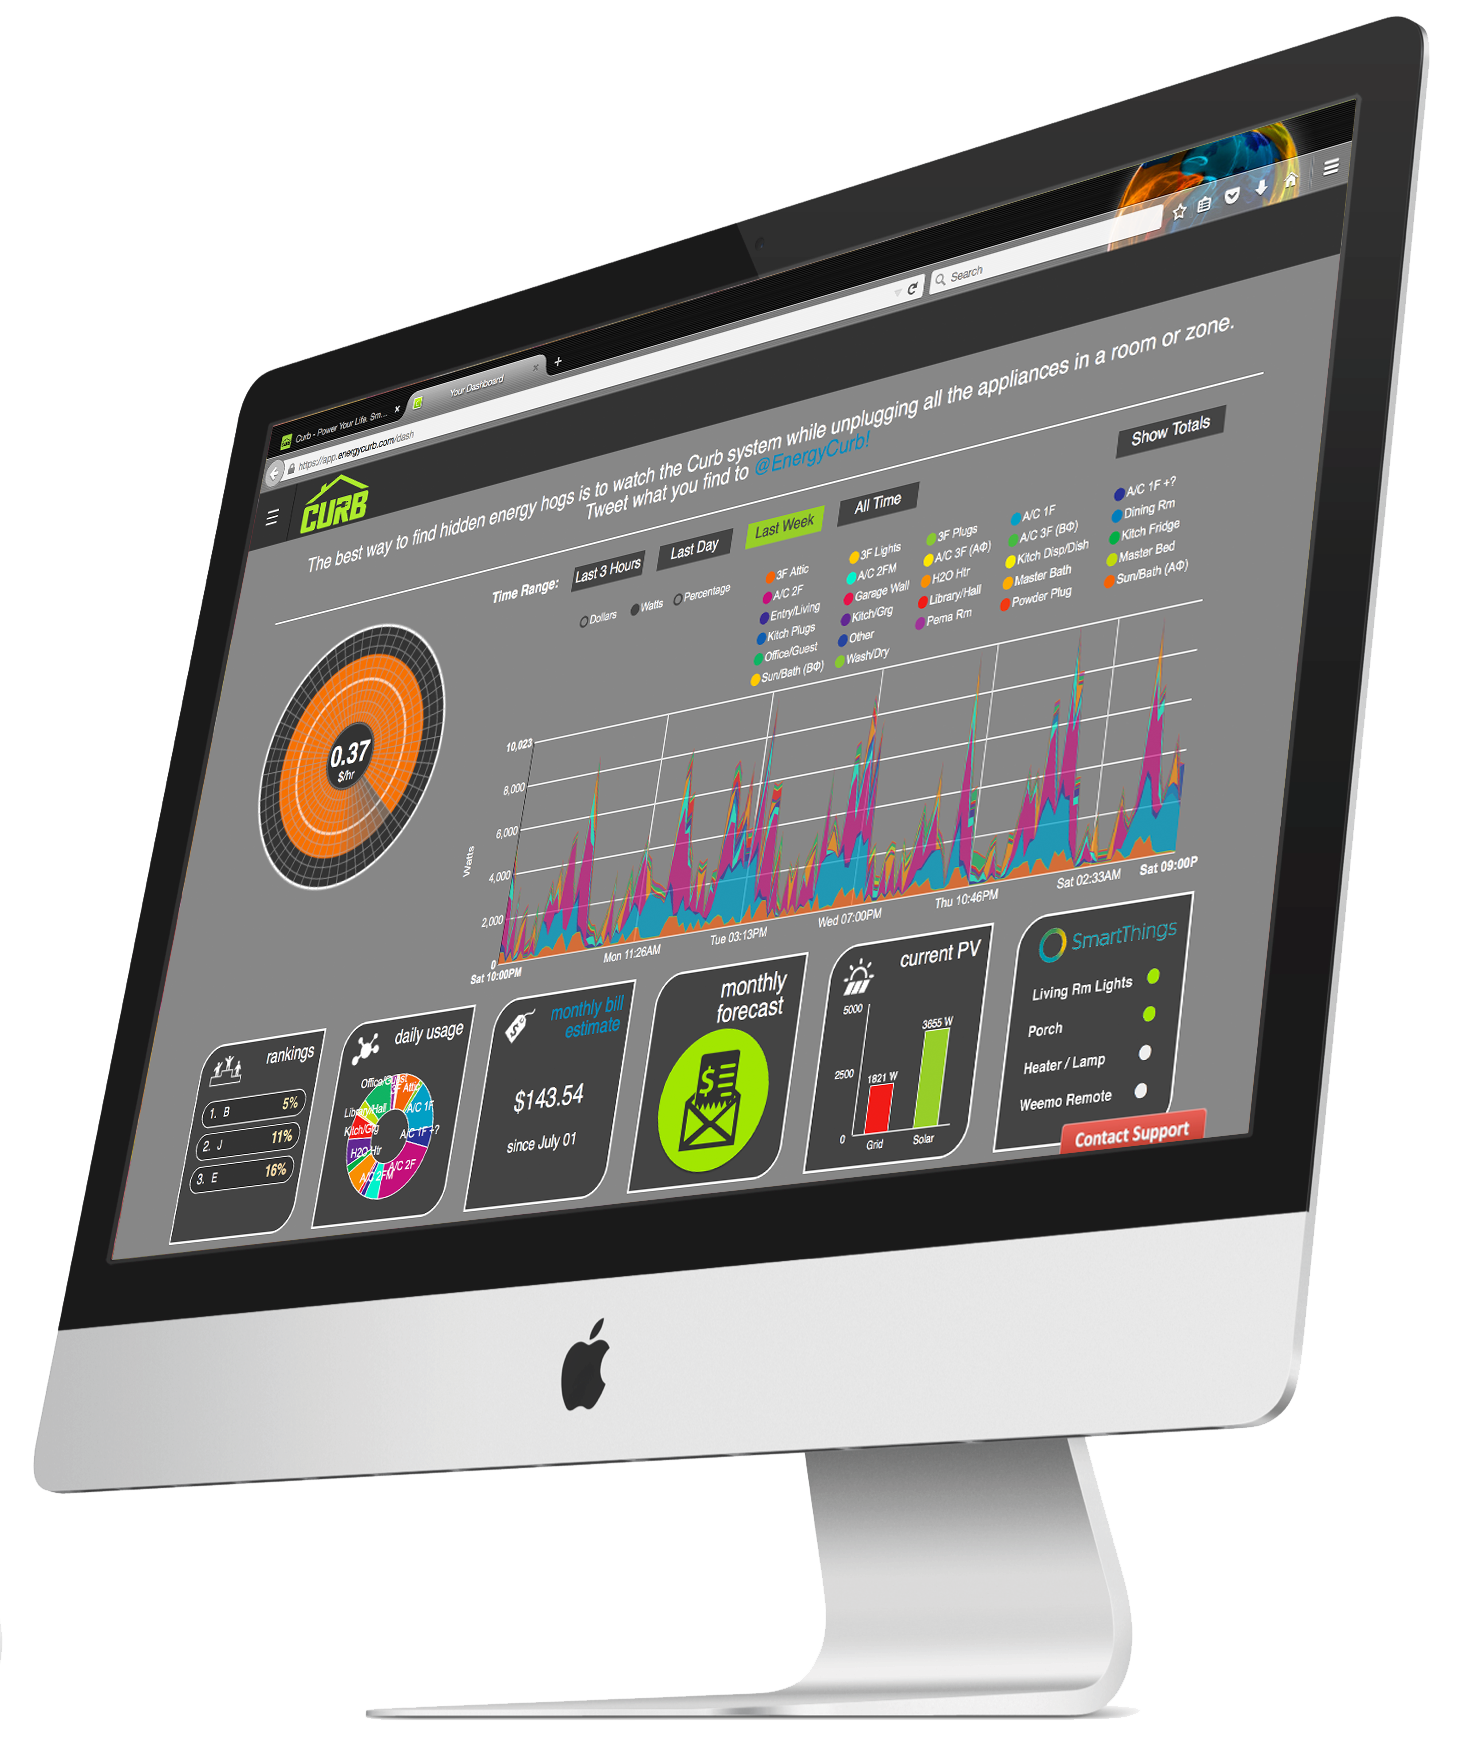 Curb - Power Your Life. Sm...
Your Dashboard
https://app.energycurb.com/dash
Search
CURB
The best way to find hidden energy hogs is to watch the Curb system while unplugging all the appliances in a room or zone.
Tweet what you find to @EnergyCurb!
Time Range:
Last 3 Hours
Last Day
Last Week
All Time
Show Totals
Dollars
Watts
Percentage
3F Attic
3F Lights
3F Plugs
A/C 1F
A/C 1F +?
A/C 2F
A/C 2FM
A/C 3F (AΦ)
A/C 3F (BΦ)
Dining Rm
Entry/Living
Garage Wall
H2O Htr
Kitch Disp/Dish
Kitch Fridge
Kitch Plugs
Kitch/Grg
Library/Hall
Master Bath
Master Bed
Office/Guest
Other
Pema Rm
Powder Plug
Sun/Bath (AΦ)
Sun/Bath (BΦ)
Wash/Dry
0.37
$/hr
Watts
10,023
8,000
6,000
4,000
2,000
0
Sat 10:00PM
Mon 11:26AM
Tue 03:13PM
Wed 07:00PM
Thu 10:46PM
Sat 02:33AM
Sat 09:00P
rankings
1. B 5%
2. J 11%
3. E 16%
daily usage
3F Attic
A/C 1F
A/C 1F +?
A/C 2F
A/C 2FM
H2O Htr
Kitch/Grg
Library/Hall
monthly bill
estimate
$143.54
since July 01
monthly
forecast
$
current PV
5000
2500
0
1821 W
3655 W
Grid
Solar
SmartThings
Living Rm Lights
Porch
Heater / Lamp
Weemo Remote
Contact Support